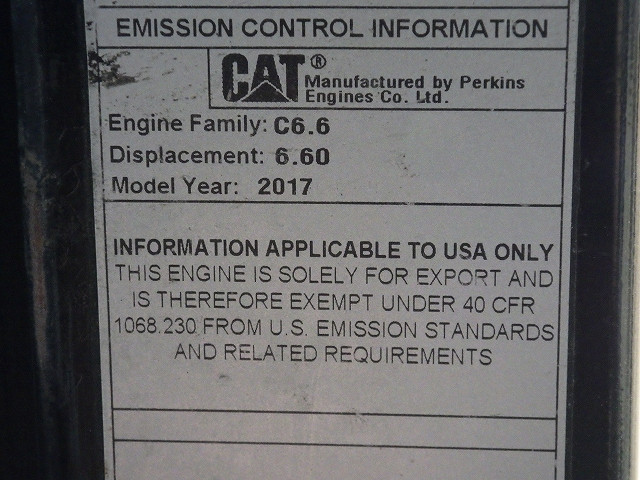 EMISSION CONTROL INFORMATION
CAT® Manufactured by Perkins
Engines Co. Ltd.
Engine Family: C6.6
Displacement: 6.60
Model Year: 2017
INFORMATION APPLICABLE TO USA ONLY
THIS ENGINE IS SOLELY FOR EXPORT AND
IS THEREFORE EXEMPT UNDER 40 CFR
1068.230 FROM U.S. EMISSION STANDARDS
AND RELATED REQUIREMENTS